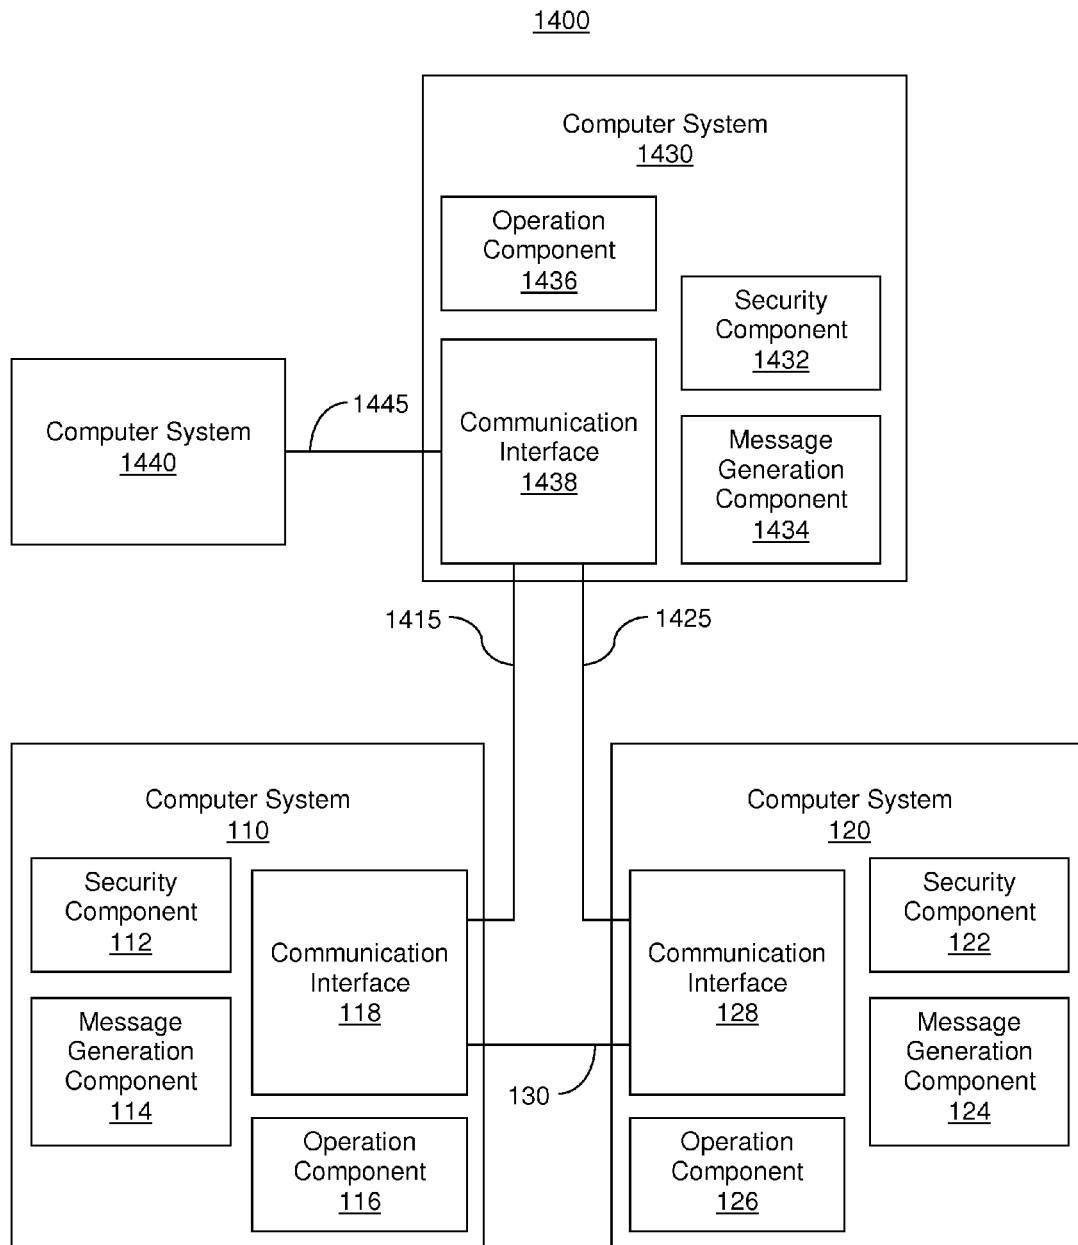 1400
Computer System
1430
Operation
Component
1436
Security
Component
1432
Communication
Interface
1438
Message
Generation
Component
1434
1445
Computer System
1440
1415
1425
Computer System
110
Security
Component
112
Communication
Interface
118
Message
Generation
Component
114
Operation
Component
116
130
Computer System
120
Communication
Interface
128
Security
Component
122
Message
Generation
Component
124
Operation
Component
126